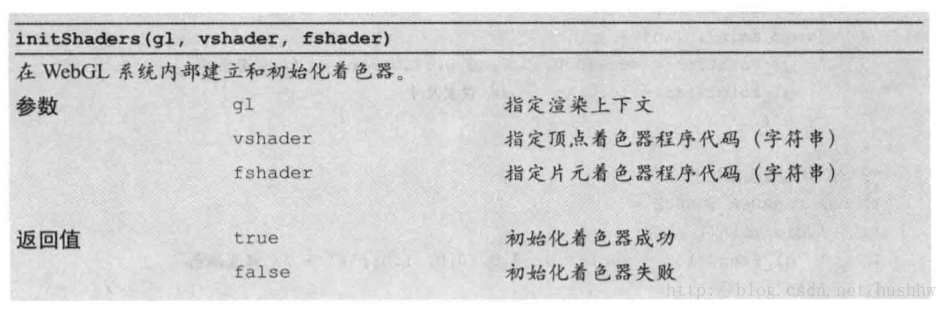 initShaders(gl, vshader, fshader)
在 WebGL 系统内部建立和初始化着色器。
参数 gl 指定渲染上下文
vshader 指定顶点着色器程序代码（字符串）
fshader 指定片元着色器程序代码（字符串）
返回值 true 初始化着色器成功
false 初始化着色器失败
http://blog.csdn.net/hushhw